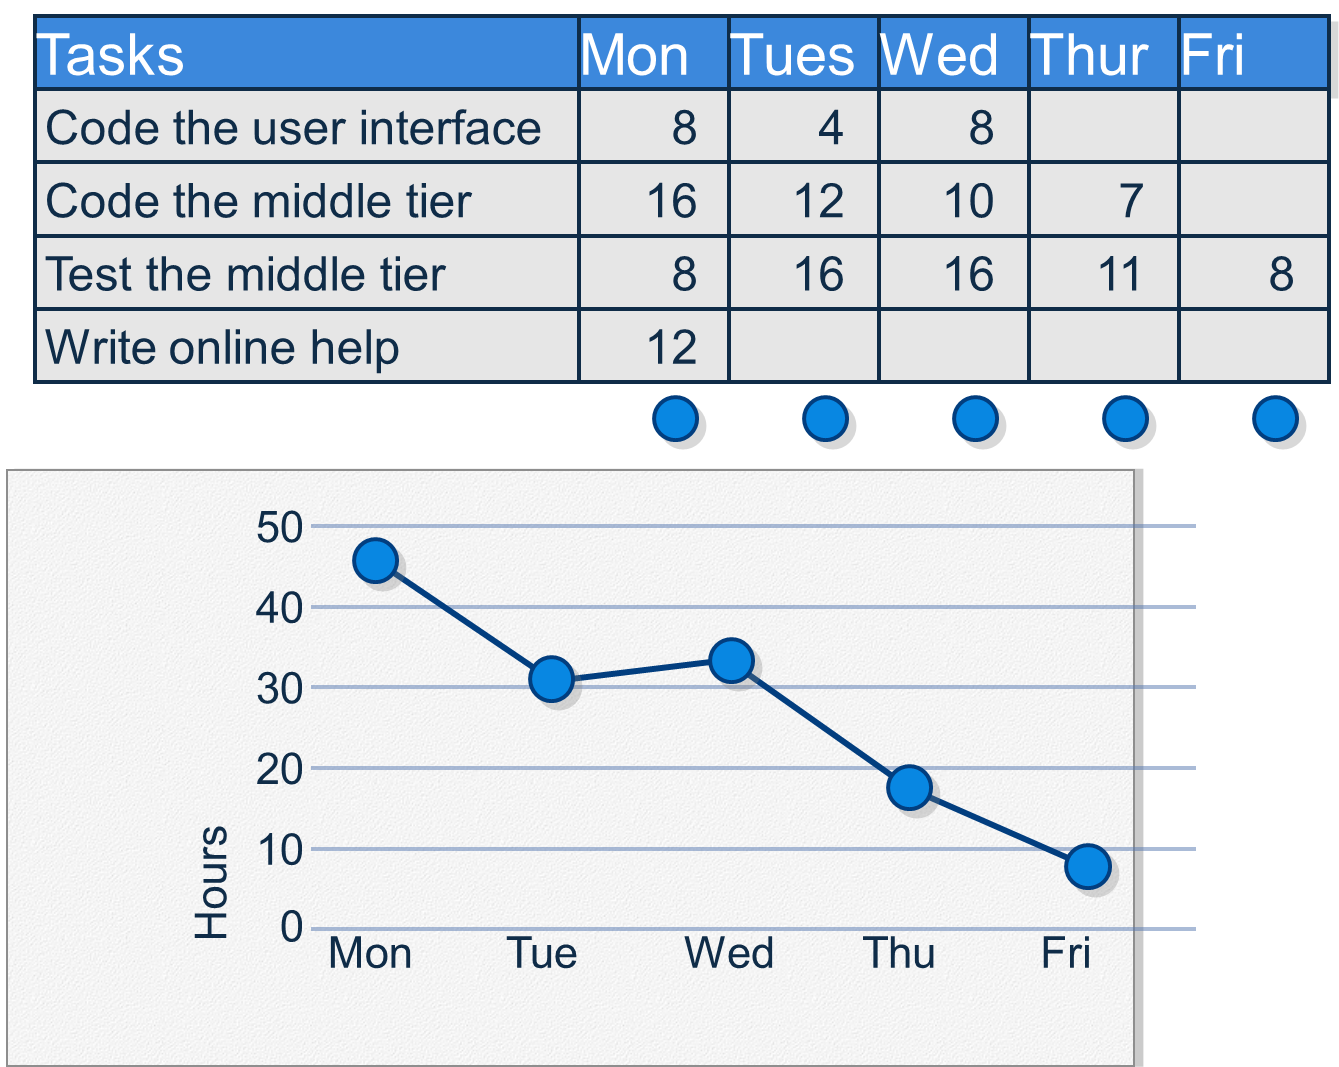 Tasks Mon Tues Wed Thur Fri
Code the user interface 8 4 8
Code the middle tier 16 12 10 7
Test the middle tier 8 16 16 11 8
Write online help 12
50
40
30
20
10
0
Hours
Mon Tue Wed Thu Fri